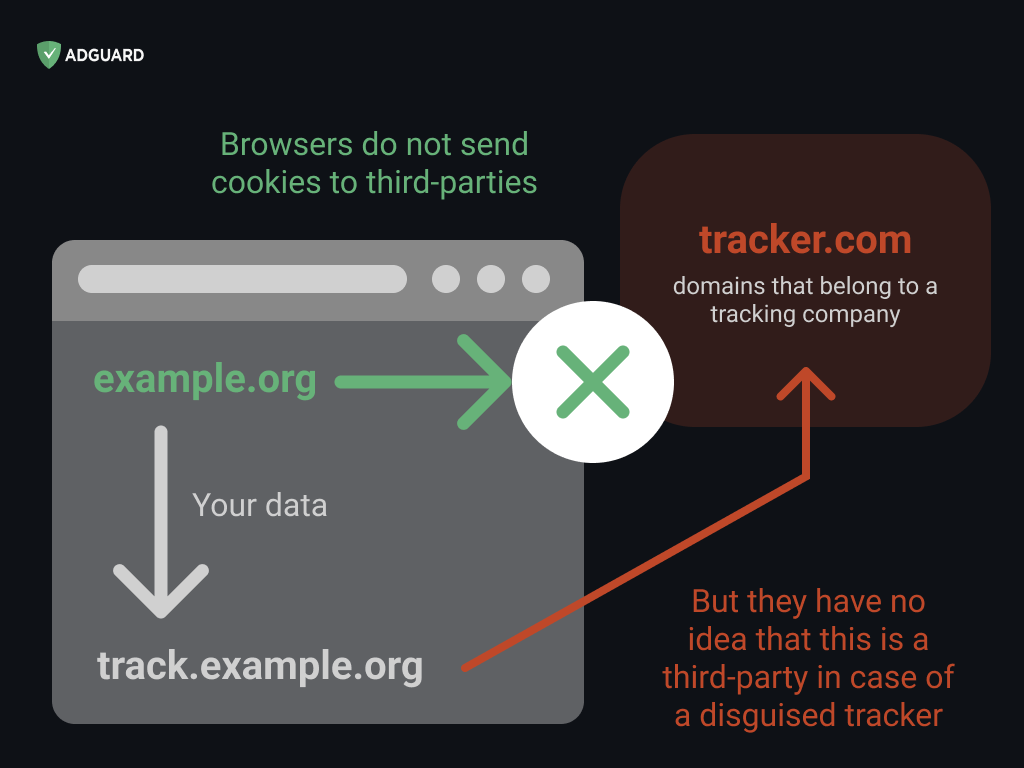 ADGUARD
Browsers do not send
cookies to third-parties
tracker.com
domains that belong to a
tracking company
example.org
Your data
track.example.org
But they have no
idea that this is a
third-party in case of
a disguised tracker